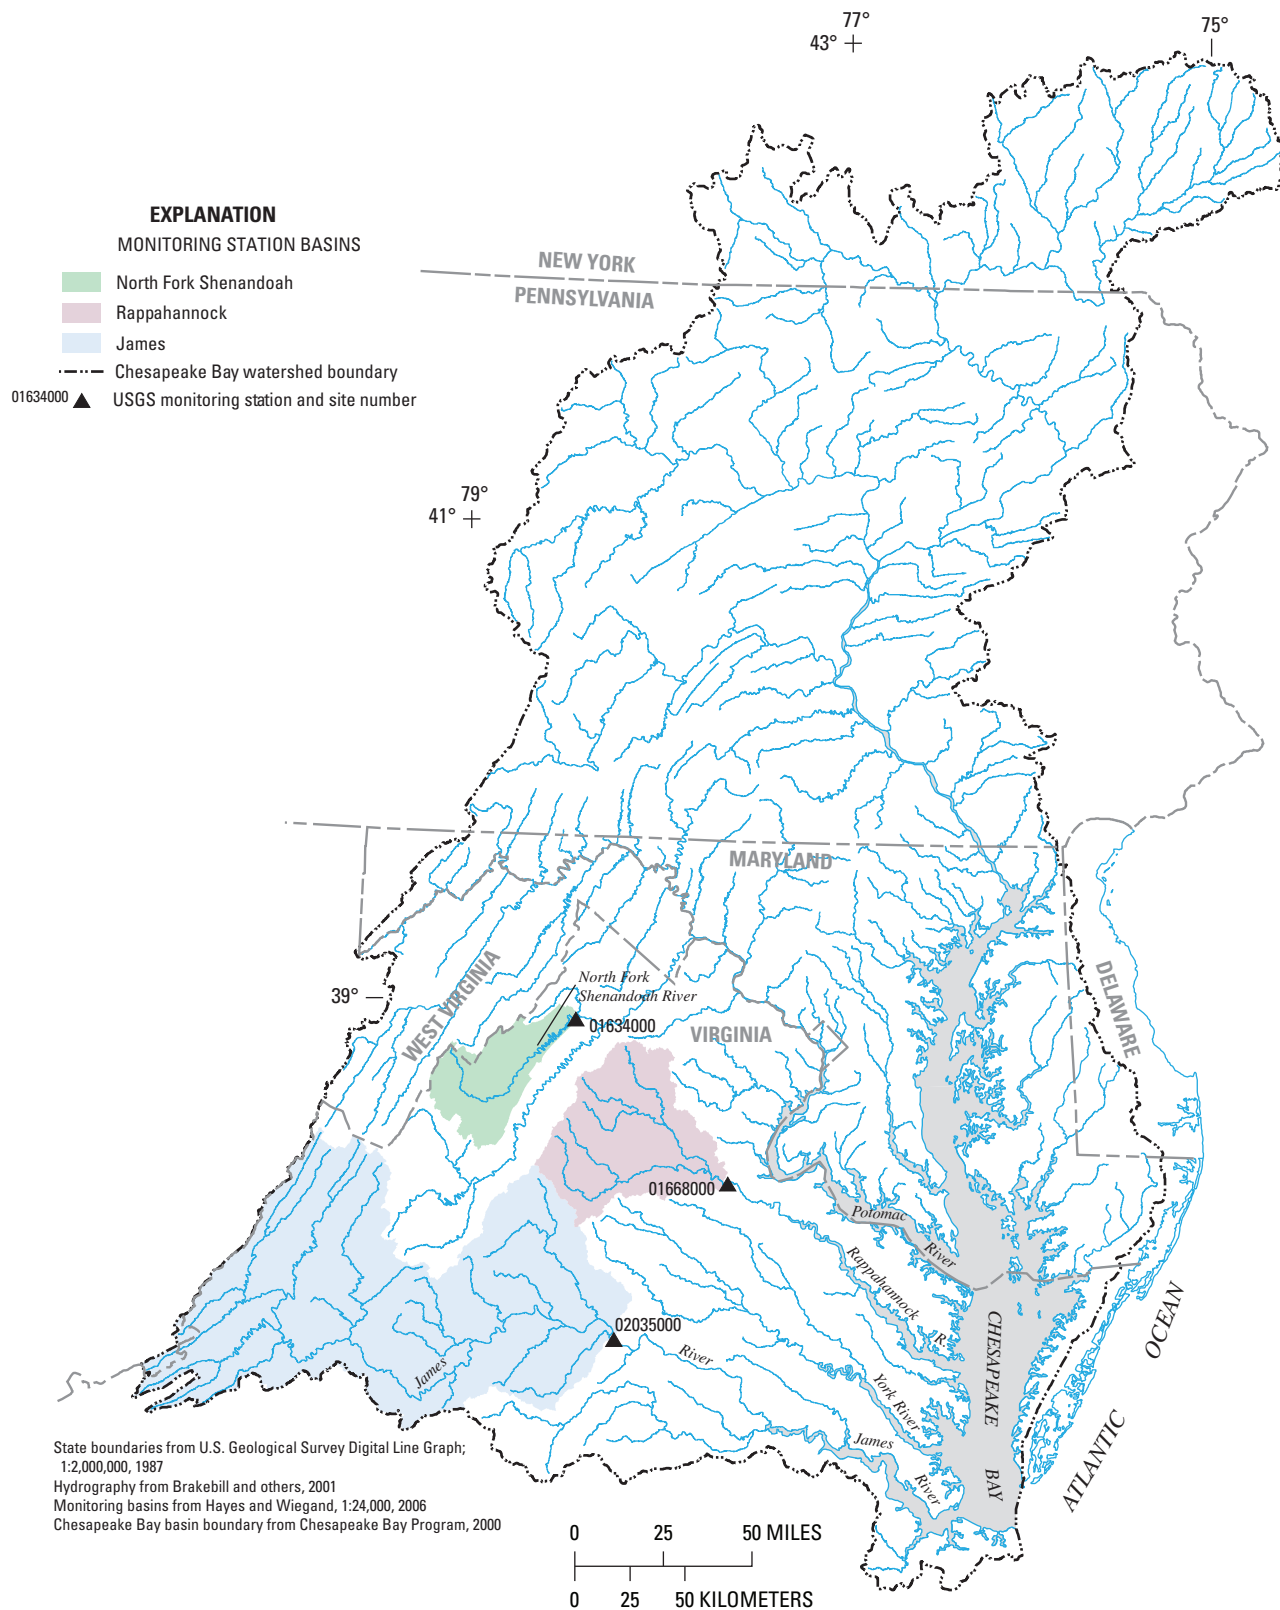 77°
75°
43°
EXPLANATION
MONITORING STATION BASINS
North Fork Shenandoah
Rappahannock
James
Chesapeake Bay watershed boundary
01634000
USGS monitoring station and site number
NEW YORK
PENNSYLVANIA
79°
41°
MARYLAND
39°
WEST VIRGINIA
North Fork
Shenandoah River
01634000
VIRGINIA
DELAWARE
01668000
Potomac
River
Rappahannock
R.
02035000
James
River
York River
James
River
CHESAPEAKE
BAY
ATLANTIC
OCEAN
State boundaries from U.S. Geological Survey Digital Line Graph;
1:2,000,000, 1987
Hydrography from Brakebill and others, 2001
Monitoring basins from Hayes and Wiegand, 1:24,000, 2006
Chesapeake Bay basin boundary from Chesapeake Bay Program, 2000
0 25 50 MILES
0 25 50 KILOMETERS